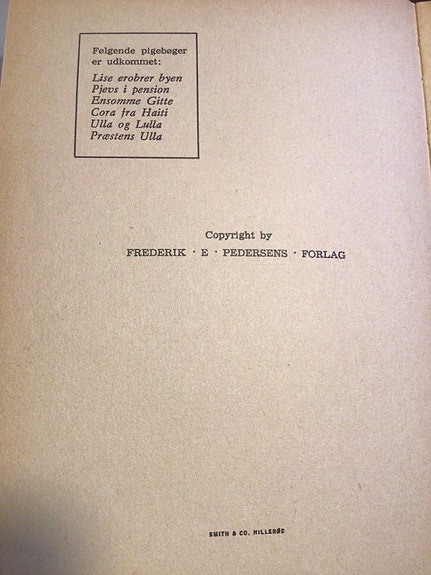 Følgende pigebøger
er udkommet:
Lise erobrer byen
Pjevs i pension
Ensomme Gitte
Cora fra Haiti
Ulla og Lulla
Præstens Ulla
Copyright by
FREDERIK · E · PEDERSENS · FORLAG
SMITH & CO. HILLERØD